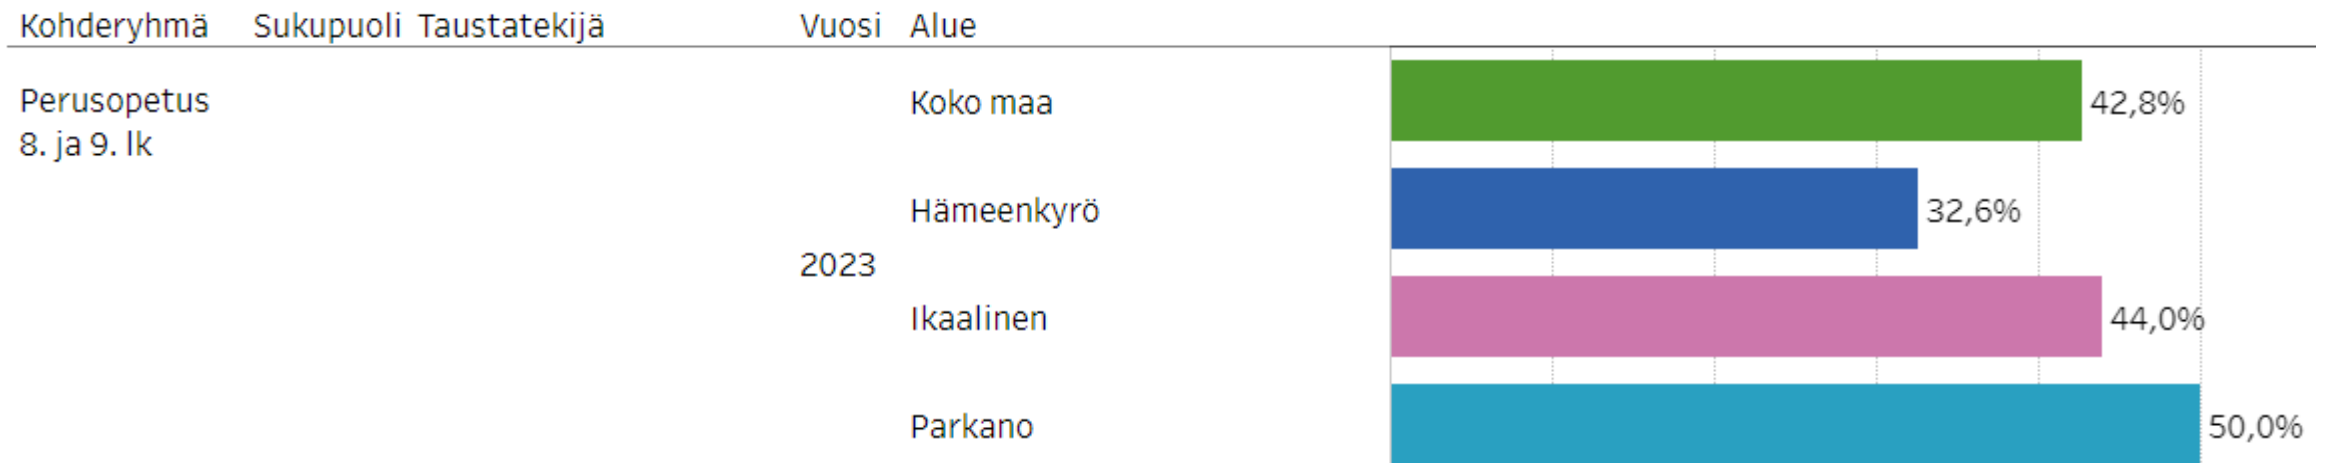 Kohderyhmä Sukupuoli Taustatekijä Vuosi Alue
Perusopetus
8. ja 9. lk
2023
Koko maa 42,8%
Hämeenkyrö 32,6%
Ikaalinen 44,0%
Parkano 50,0%